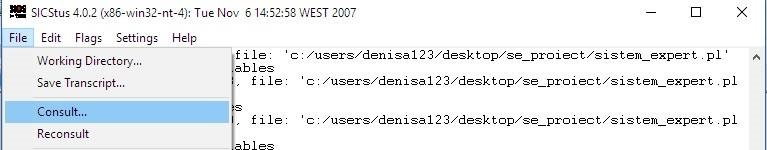 SICStus 4.0.2 (x86-win32-nt-4): Tue Nov 6 14:52:58 WEST 2007
File Edit Flags Settings Help
Working Directory...
Save Transcript...
Consult...
Reconsult
file: 'c:/users/denisa123/desktop/se_proiect/sistem_expert.pl'
ables
, file: 'c:/users/denisa123/desktop/se_proiect/sistem_expert.pl
es
, file: 'c:/users/denisa123/desktop/se_proiect/sistem_expert.pl
ables